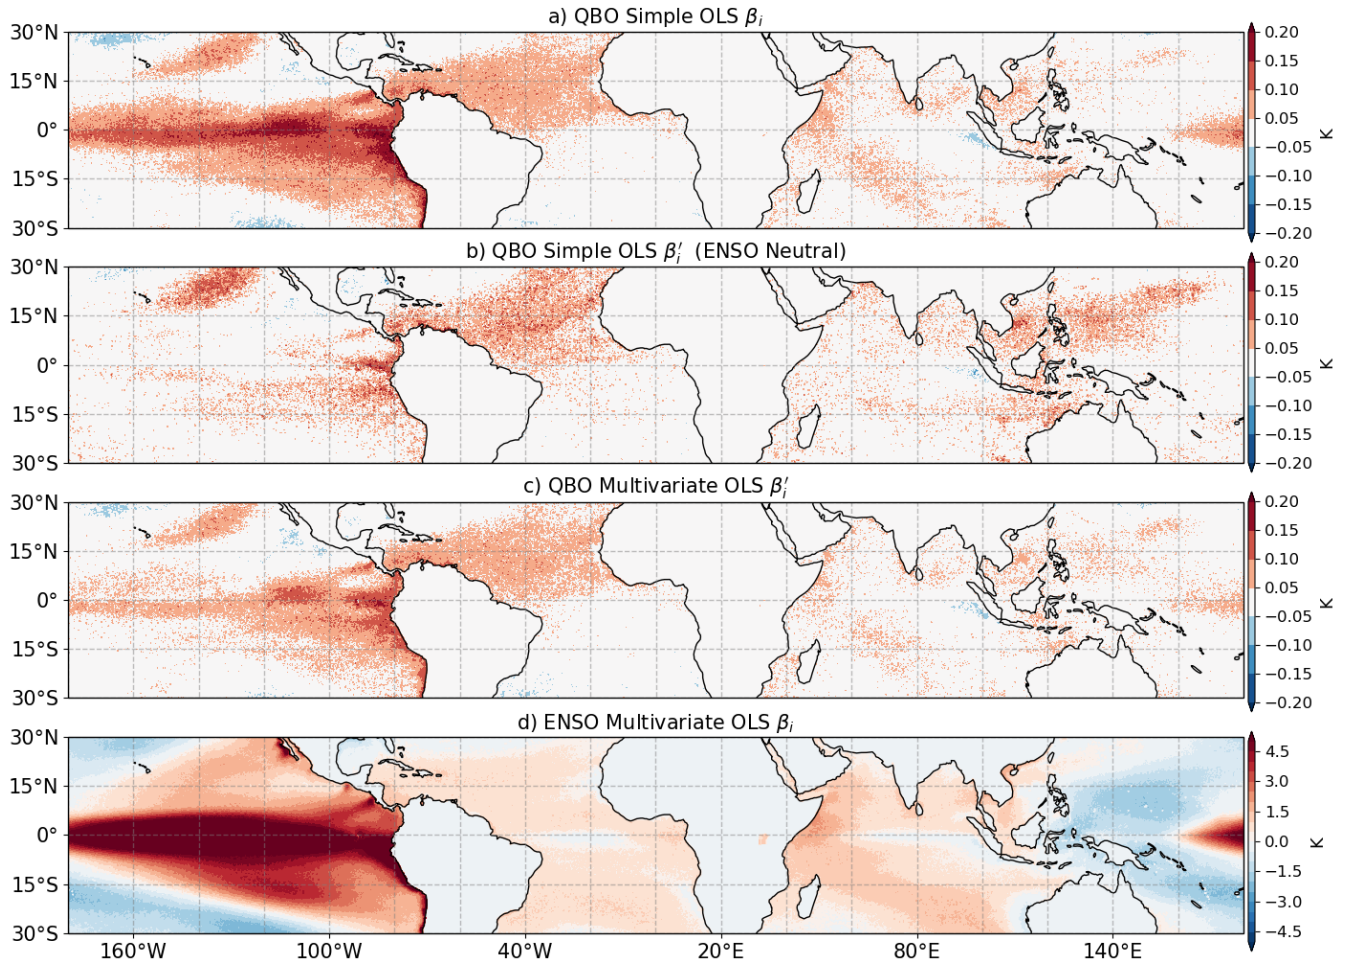 a) QBO Simple OLS βᵢ
30°N
15°N
0°
15°S
30°S
0.20
0.15
0.10
0.05
−0.05
−0.10
−0.15
−0.20
K
b) QBO Simple OLS β′ᵢ (ENSO Neutral)
30°N
15°N
0°
15°S
30°S
0.20
0.15
0.10
0.05
−0.05
−0.10
−0.15
−0.20
K
c) QBO Multivariate OLS β′ᵢ
30°N
15°N
0°
15°S
30°S
0.20
0.15
0.10
0.05
−0.05
−0.10
−0.15
−0.20
K
d) ENSO Multivariate OLS βᵢ
30°N
15°N
0°
15°S
30°S
4.5
3.0
1.5
0.0
−1.5
−3.0
−4.5
K
160°W 100°W 40°W 20°E 80°E 140°E